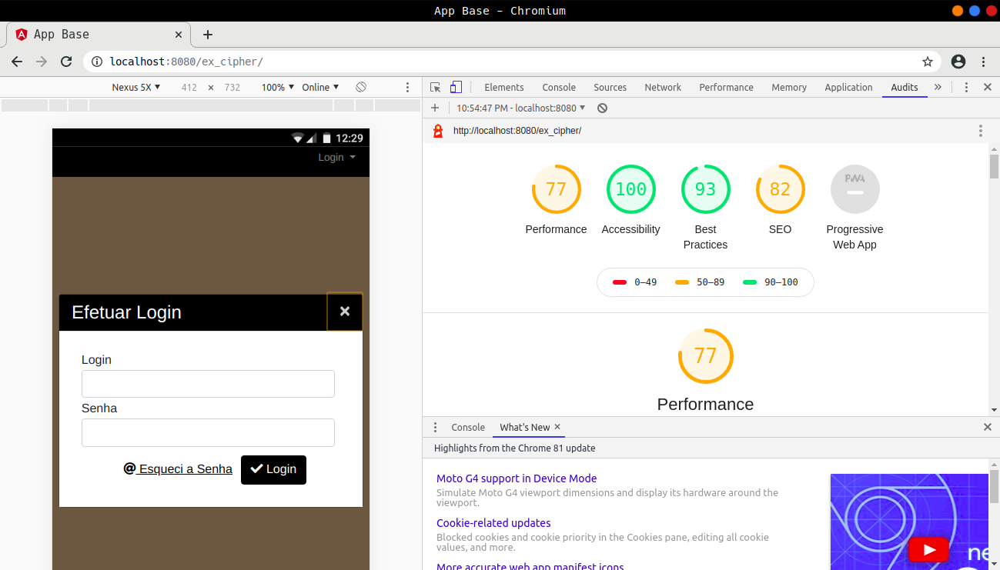 App Base - Chromium
App Base
localhost:8080/ex_cipher/
Nexus 5X 412 × 732 100% Online
Elements Console Sources Network Performance Memory Application Audits
10:54:47 PM - localhost:8080
http://localhost:8080/ex_cipher/
12:29
Login
77 100 93 82 PWA
Performance Accessibility Best Practices SEO Progressive Web App
0–49 50–89 90–100
77
Performance
Efetuar Login
Login
Senha
@ Esqueci a Senha Login
Console What's New
Highlights from the Chrome 81 update
Moto G4 support in Device Mode
Simulate Moto G4 viewport dimensions and display its hardware around the
viewport.
Cookie-related updates
Blocked cookies and cookie priority in the Cookies pane, editing all cookie
values, and more.
More accurate web app manifest icons